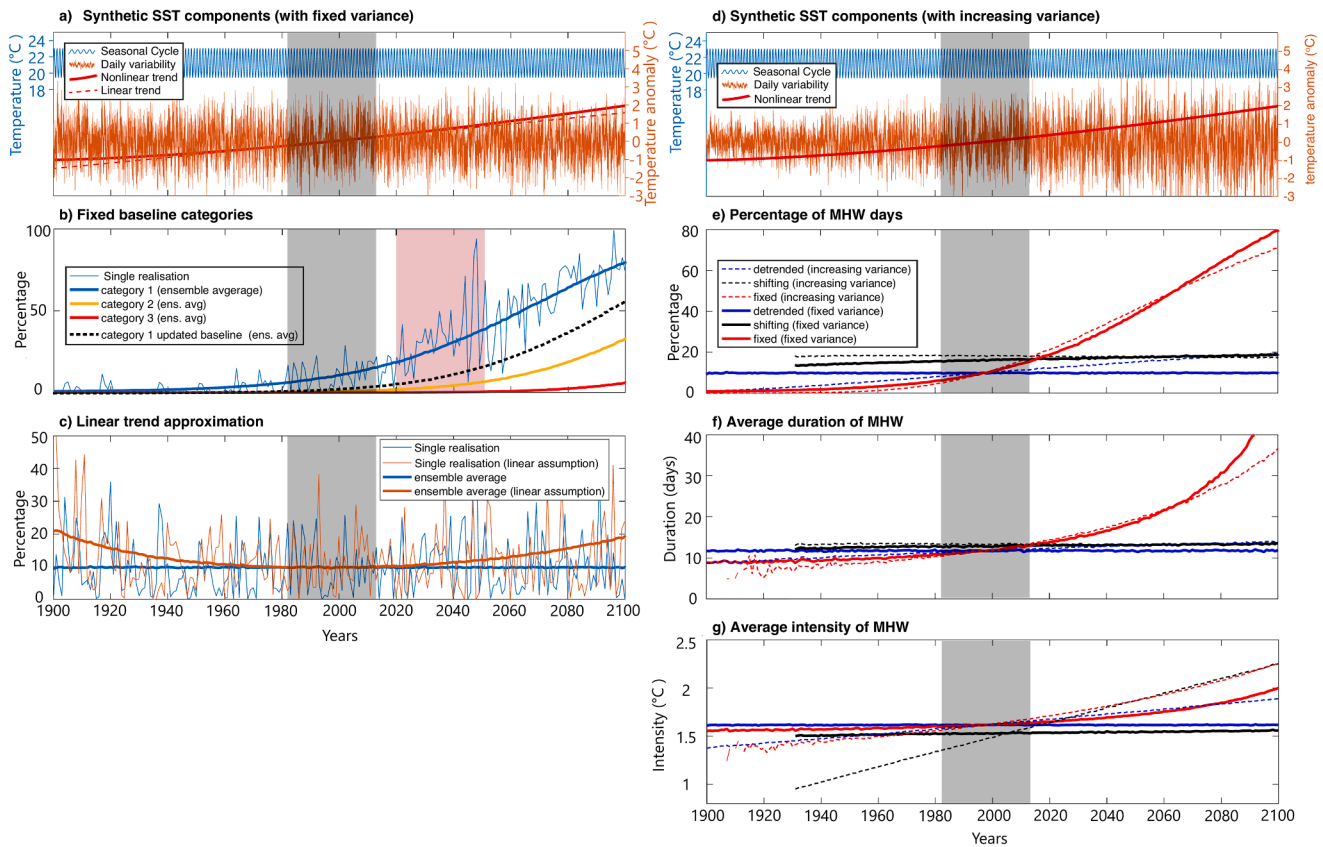 a) Synthetic SST components (with fixed variance)
24
22
20
18
Temperature (°C)
Seasonal Cycle
Daily variability
Nonlinear trend
Linear trend
5
4
3
2
1
0
-1
-2
-3
Temperature anomaly (°C)
b) Fixed baseline categories
100
50
0
Percentage
Single realisation
category 1 (ensemble avgerage)
category 2 (ens. avg)
category 3 (ens. avg)
category 1 updated baseline (ens. avg)
c) Linear trend approximation
50
40
30
20
10
0
Percentage
Single realisation
Single realisation (linear assumption)
ensemble average
ensemble average (linear assumption)
1900 1920 1940 1960 1980 2000 2020 2040 2060 2080 2100
Years
d) Synthetic SST components (with increasing variance)
24
22
20
18
Temperature (°C)
Seasonal Cycle
Daily variability
Nonlinear trend
5
4
3
2
1
0
-1
-2
-3
temperature anomaly (°C)
e) Percentage of MHW days
80
60
40
20
0
Percentage
detrended (increasing variance)
shifting (increasing variance)
fixed (increasing variance)
detrended (fixed variance)
shifting (fixed variance)
fixed (fixed variance)
f) Average duration of MHW
40
30
20
10
0
Duration (days)
g) Average intensity of MHW
2.5
2
1.5
1
Intensity (°C )
1900 1920 1940 1960 1980 2000 2020 2040 2060 2080 2100
Years